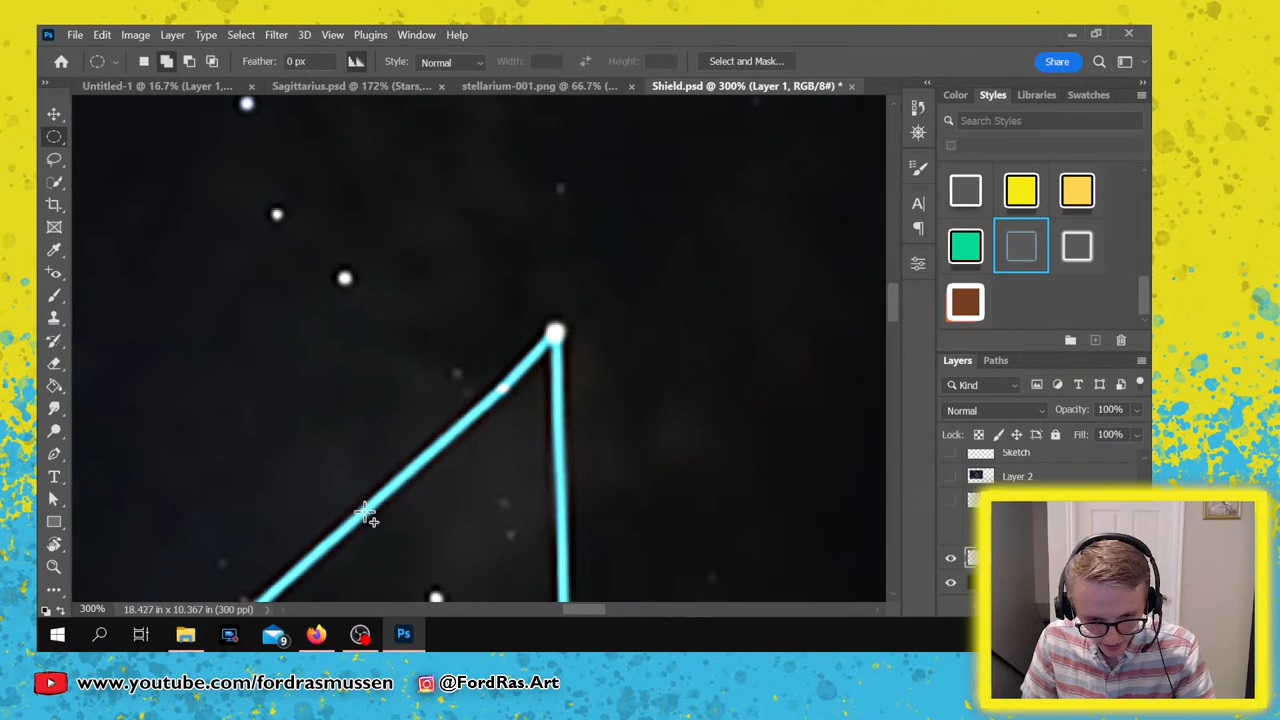 Ps File Edit Image Layer Type Select Filter 3D View Plugins Window Help
Feather: 0 px Style: Normal Width: Height: Select and Mask... Share
Untitled-1 @ 16.7% (Layer 1,... × Sagittarius.psd @ 172% (Stars,... × stellarium-001.png @ 66.7%, ... × Shield.psd @ 300% (Layer 1, RGB/8#) * ×
Color Styles Libraries Swatches
Search Styles
Layers Paths
Kind
Normal Opacity: 100%
Lock: Fill: 100%
Sketch
Layer 2
300% 18.427 in x 10.367 in (300 ppi)
9 Ps
www.youtube.com/fordrasmussen @FordRas.Art